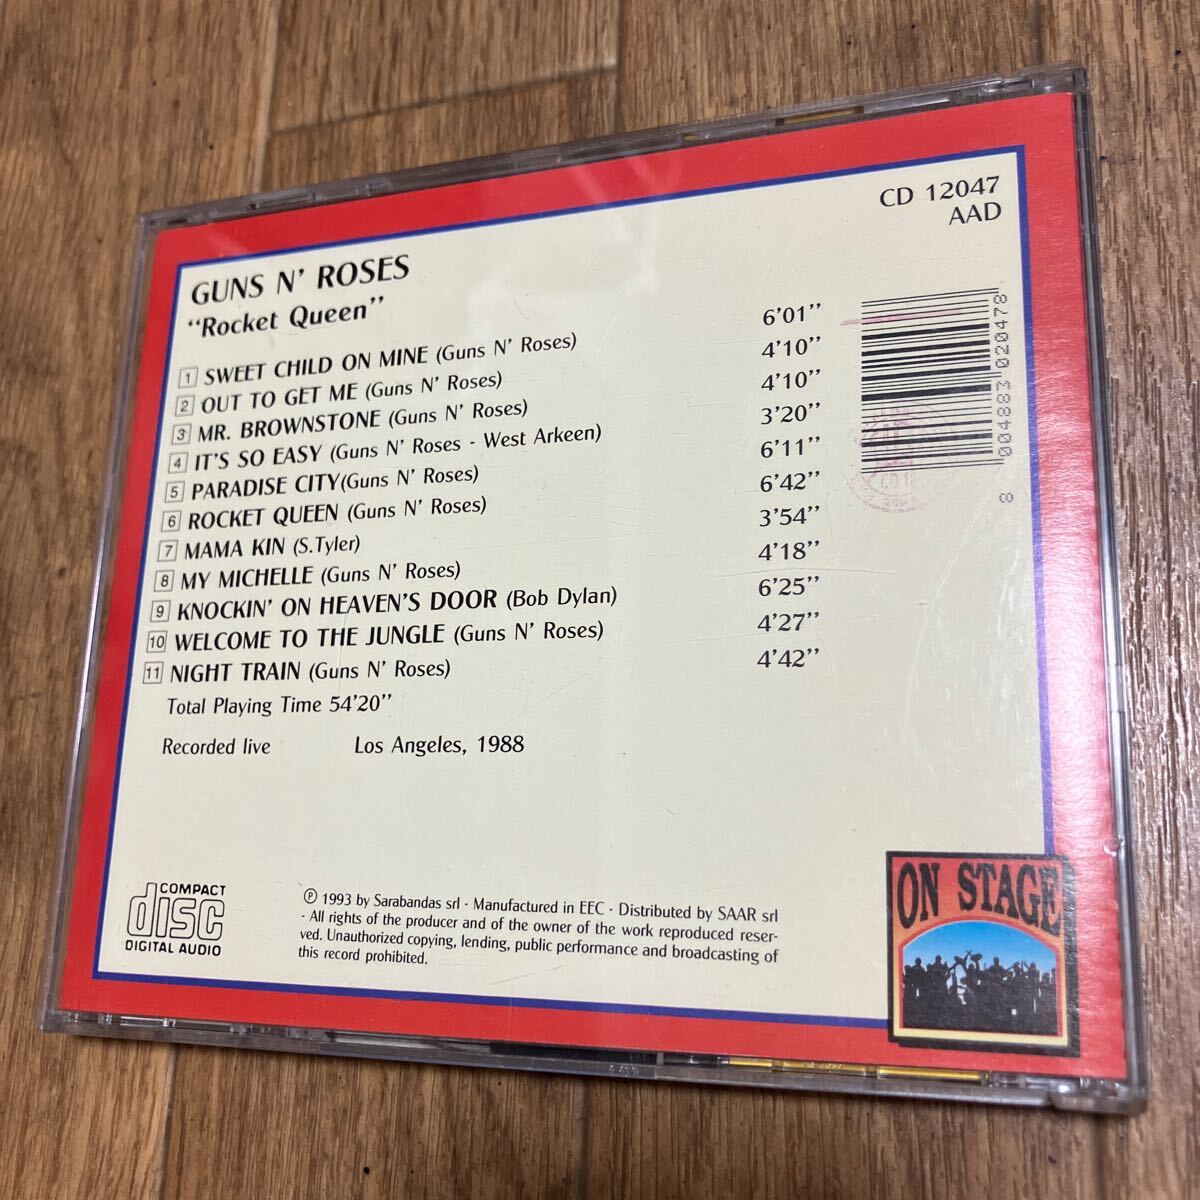 CD 12047
AAD
GUNS N' ROSES
"Rocket Queen"
1 SWEET CHILD ON MINE (Guns N' Roses) 6'01"
2 OUT TO GET ME (Guns N' Roses) 4'10"
3 MR. BROWNSTONE (Guns N' Roses) 4'10"
4 IT'S SO EASY (Guns N' Roses - West Arkeen) 3'20"
5 PARADISE CITY(Guns N' Roses) 6'11"
6 ROCKET QUEEN (Guns N' Roses) 6'42"
7 MAMA KIN (S.Tyler) 3'54"
8 MY MICHELLE (Guns N' Roses) 4'18"
9 KNOCKIN' ON HEAVEN'S DOOR (Bob Dylan) 6'25"
10 WELCOME TO THE JUNGLE (Guns N' Roses) 4'27"
11 NIGHT TRAIN (Guns N' Roses) 4'42"
Total Playing Time 54'20"
Recorded live Los Angeles, 1988
8 004883 020478
COMPACT
disc
DIGITAL AUDIO
℗ 1993 by Sarabandas srl - Manufactured in EEC - Distributed by SAAR srl
- All rights of the producer and of the owner of the work reproduced reser-
ved. Unauthorized copying, lending, public performance and broadcasting of
this record prohibited.
ON STAGE